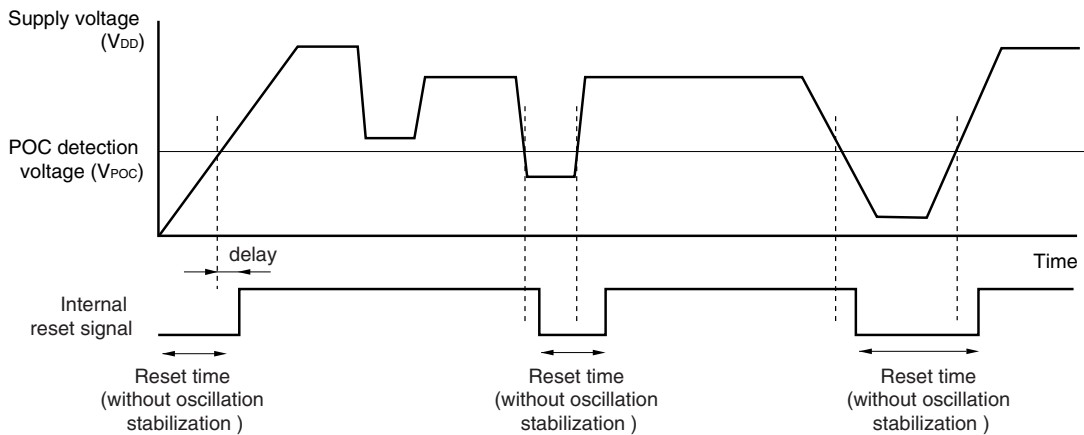 Supply voltage
(VDD)
POC detection
voltage (VPOC)
delay
Time
Internal
reset signal
Reset time
(without oscillation
stabilization )
Reset time
(without oscillation
stabilization )
Reset time
(without oscillation
stabilization )